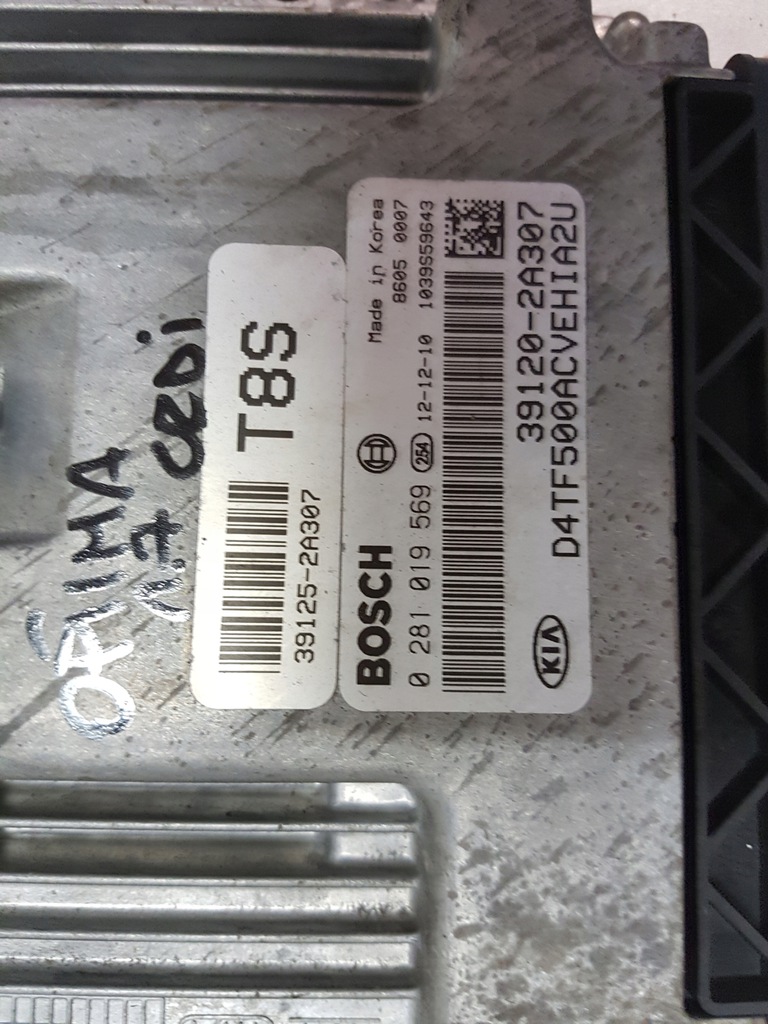 OPTIMA
1.7 CRDi
T8S
39125-2A307
Made in Korea
8605 0007
BOSCH
0 281 019 569 254 12-12-10 1039S59643
39120-2A307
KIA D4TF500ACVEHIA2U